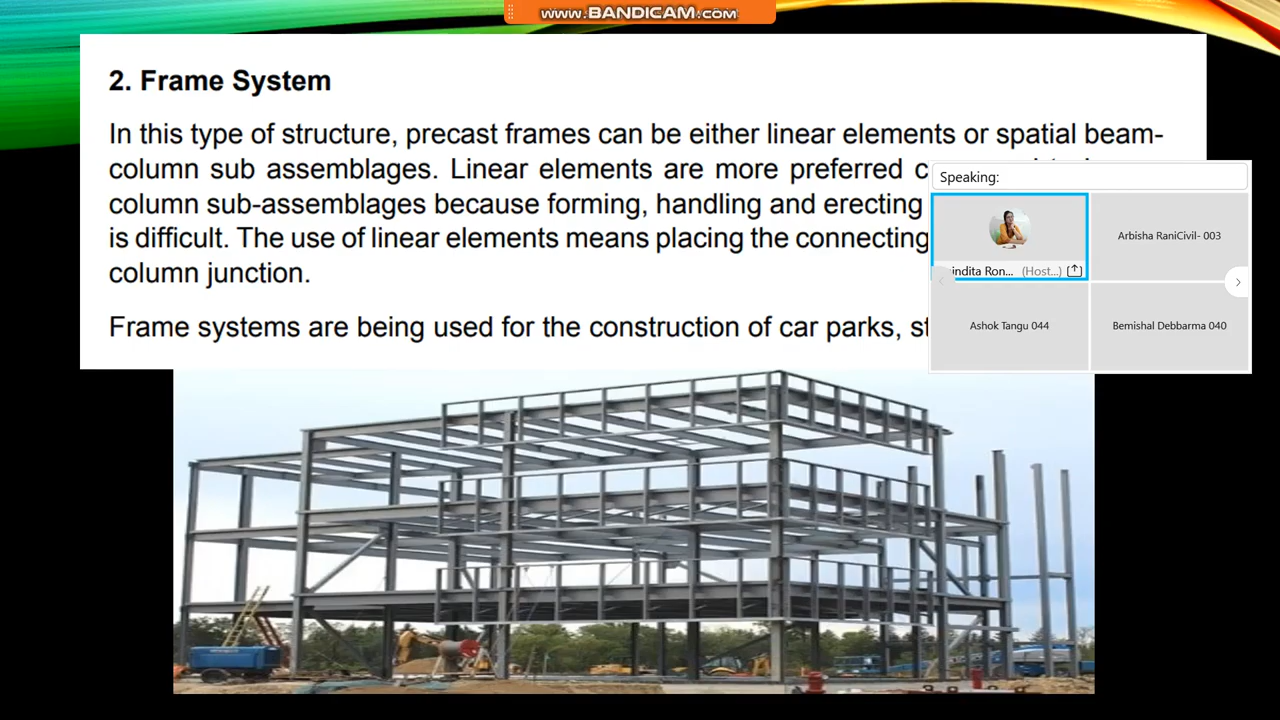 www.BANDICAM.com
2. Frame System
In this type of structure, precast frames can be either linear elements or spatial beam-
column sub assemblages. Linear elements are more preferred
column sub-assemblages because forming, handling and erecting
is difficult. The use of linear elements means placing the connecting
column junction.
Frame systems are being used for the construction of car parks,
Speaking:
Ron... (Host...)
Arbisha RaniCivil- 003
Ashok Tangu 044
Bemishal Debbarma 040